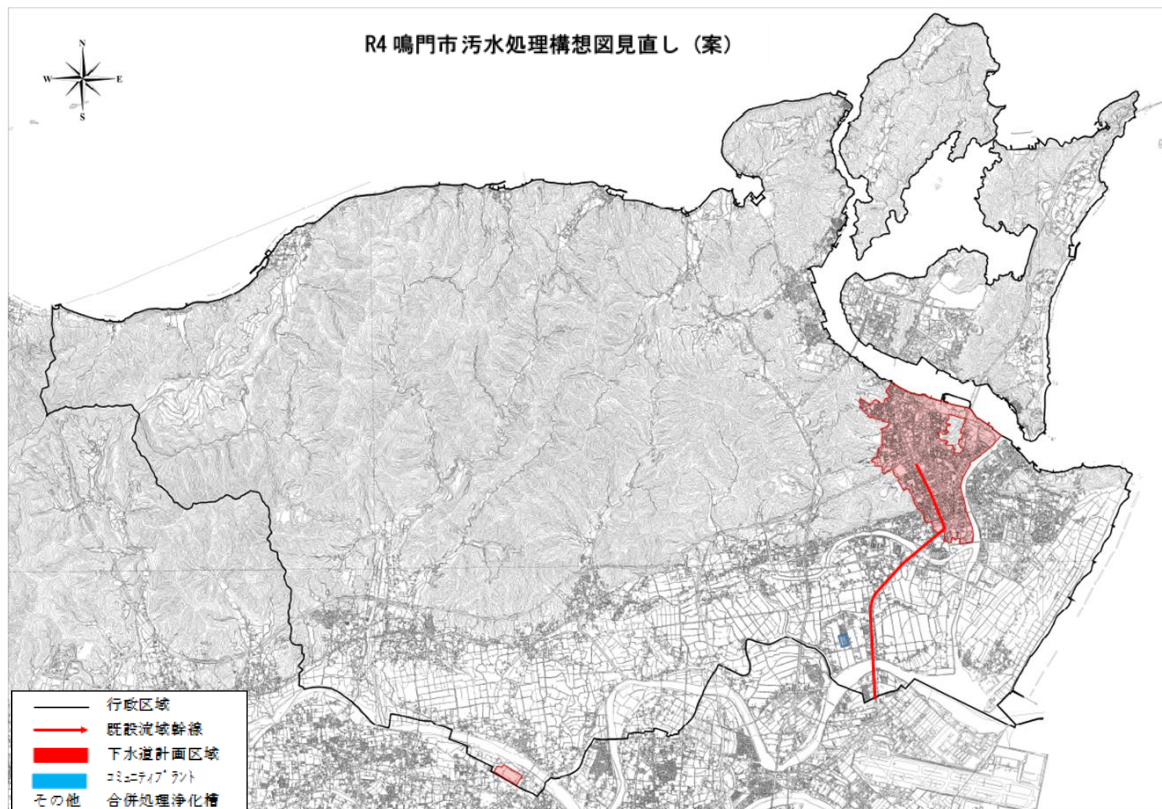 R4 鳴門市汚水処理構想図見直し（案）
N
W E
S
行政区域
既設流域幹線
下水道計画区域
コミュニティプラント
その他 合併処理浄化槽